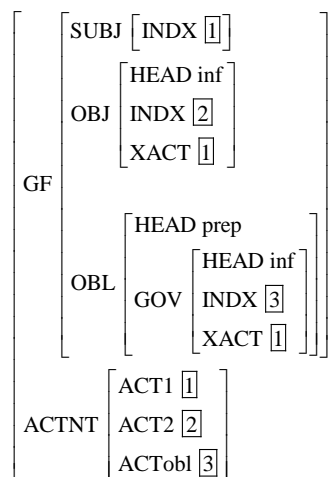 SUBJ [INDX 1]
HEAD inf
OBJ INDX 2
XACT 1
GF
HEAD prep
HEAD inf
OBL GOV INDX 3
XACT 1
ACT1 1
ACTNT ACT2 2
ACTobl 3